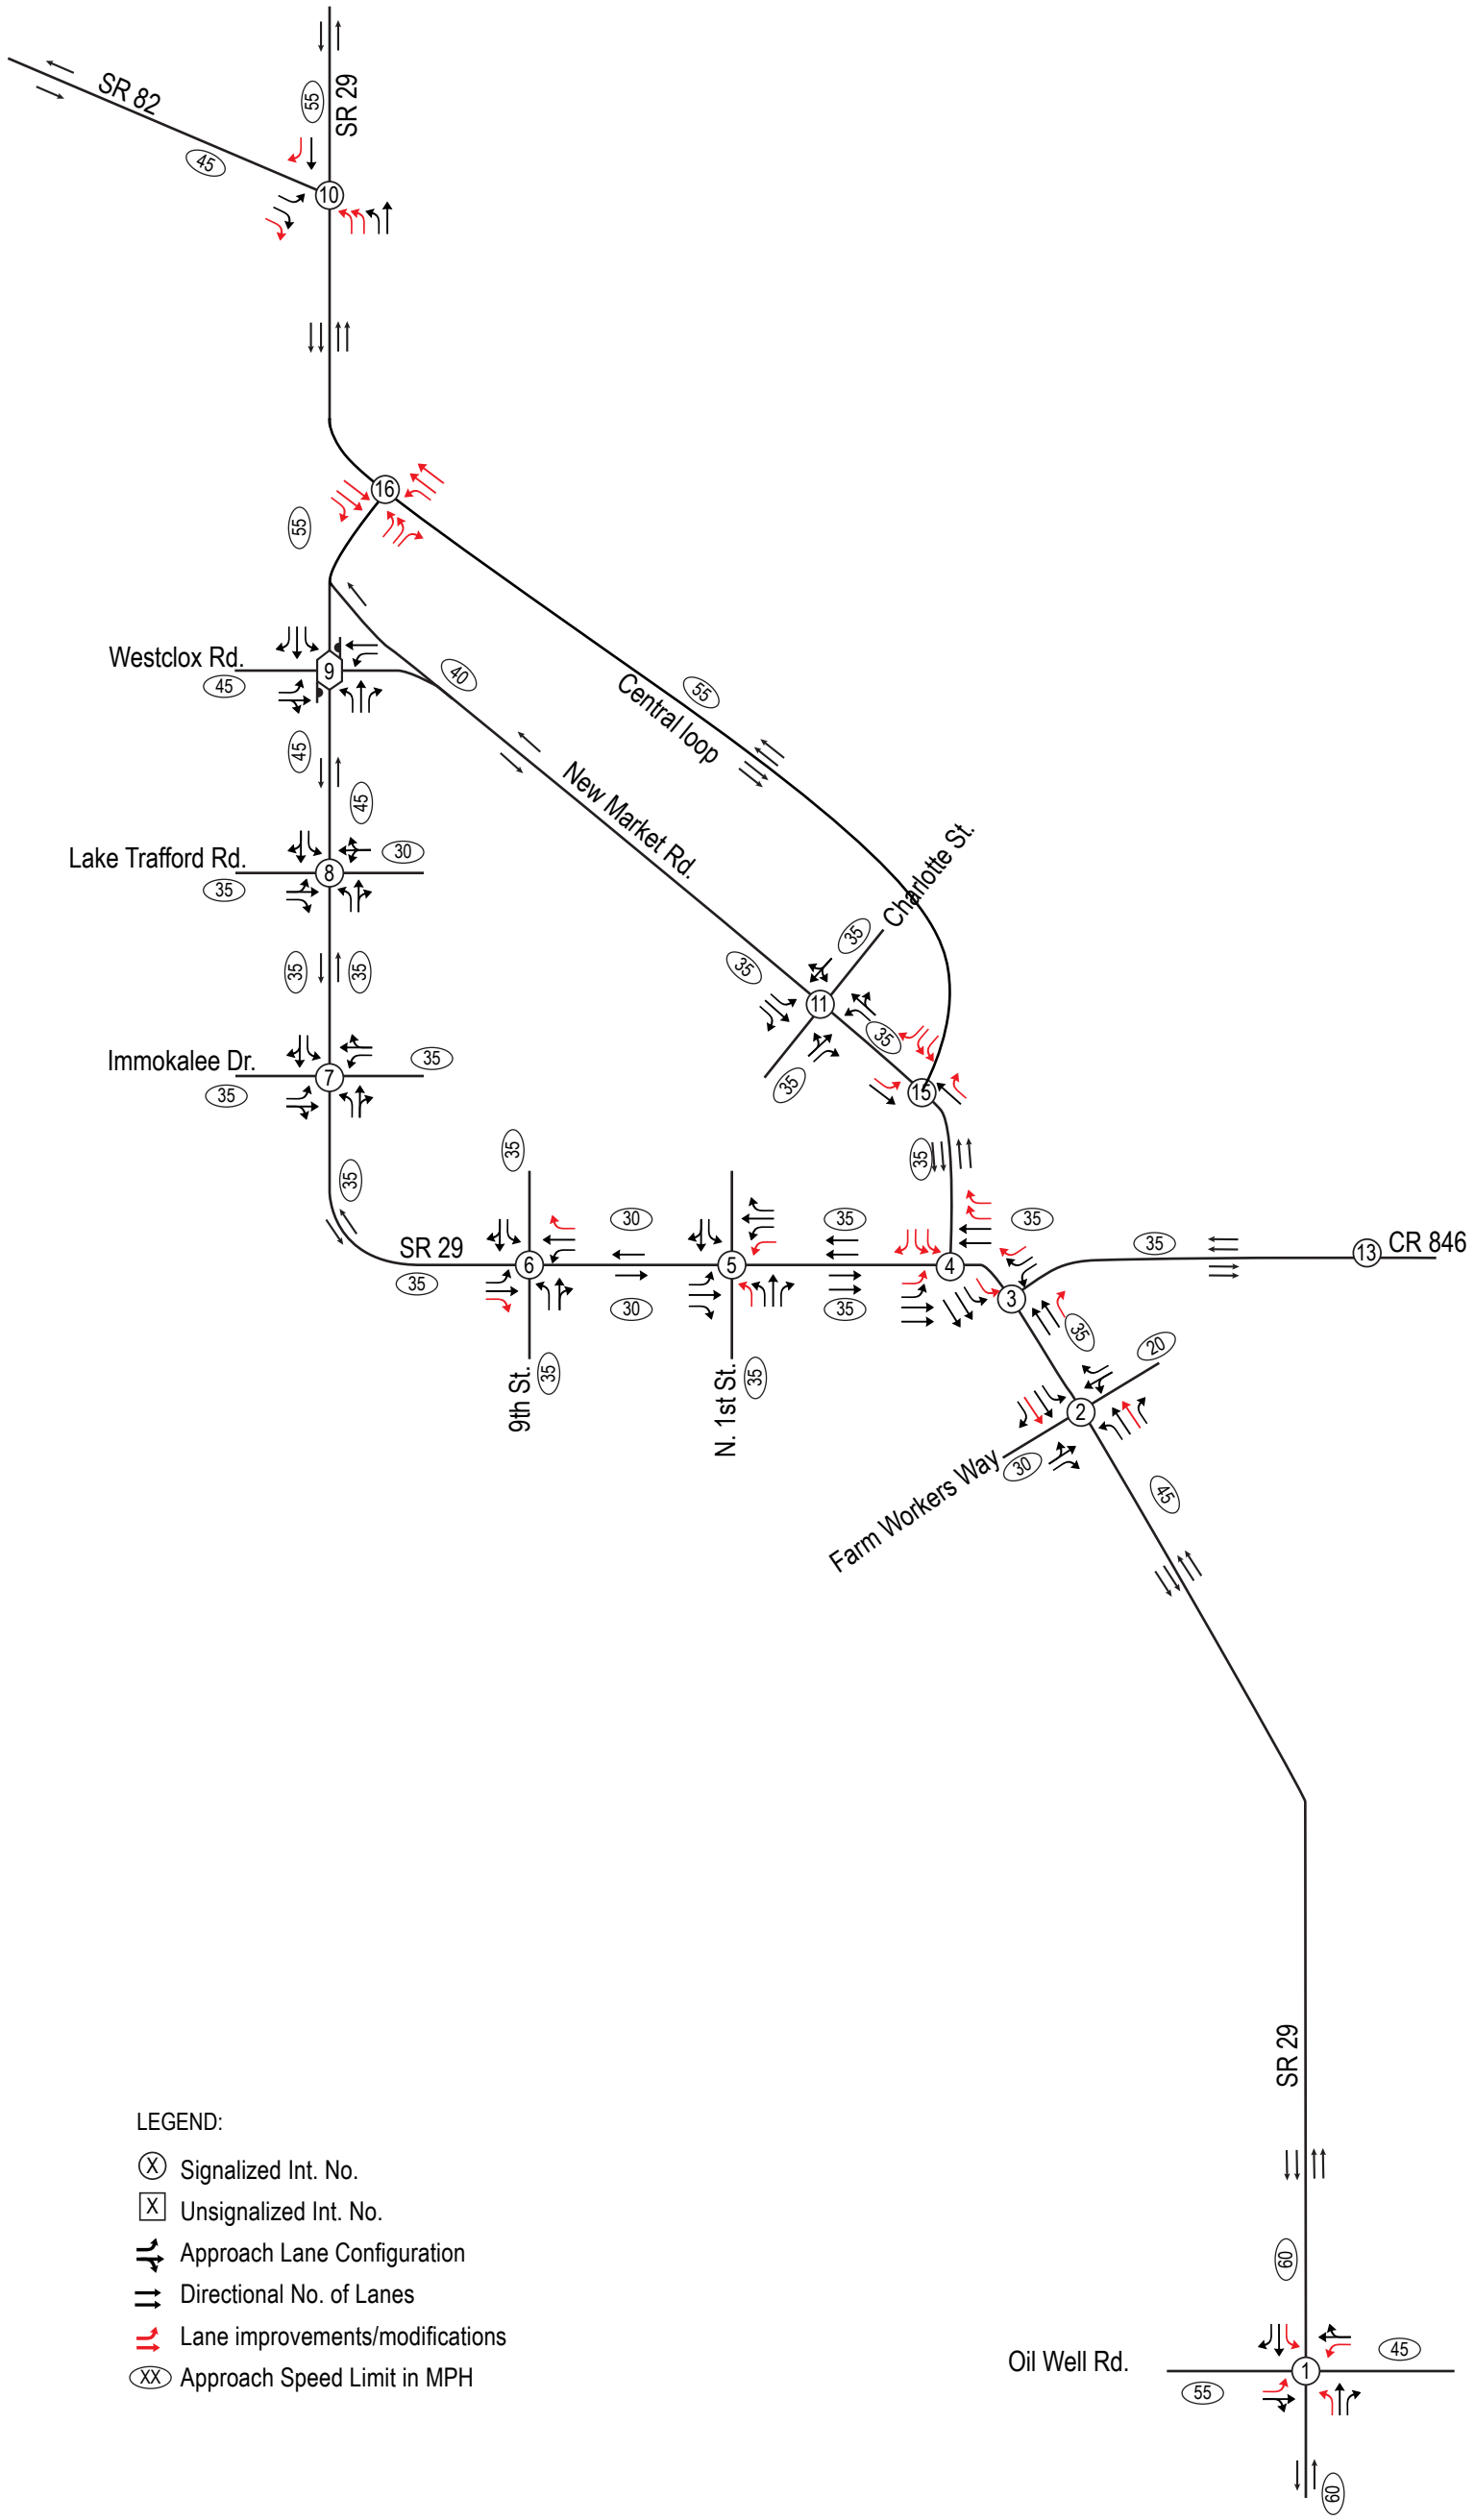 SR 82
SR 29
55
45
10
16
55
Westclox Rd.
9
45
40
55
Central loop
45
45
New Market Rd.
Charlotte St.
Lake Trafford Rd.
8
30
35
35
35
35
35
11
35
35
Immokalee Dr.
7
35
35
15
35
35
35
SR 29
35
6
30
30
5
35
35
4
35
3
35
13
CR 846
35
20
2
9th St.
35
N. 1st St.
35
Farm Workers Way
30
45
SR 29
60
Oil Well Rd.
1
45
55
60
LEGEND:
X Signalized Int. No.
X Unsignalized Int. No.
Approach Lane Configuration
Directional No. of Lanes
Lane improvements/modifications
XX Approach Speed Limit in MPH